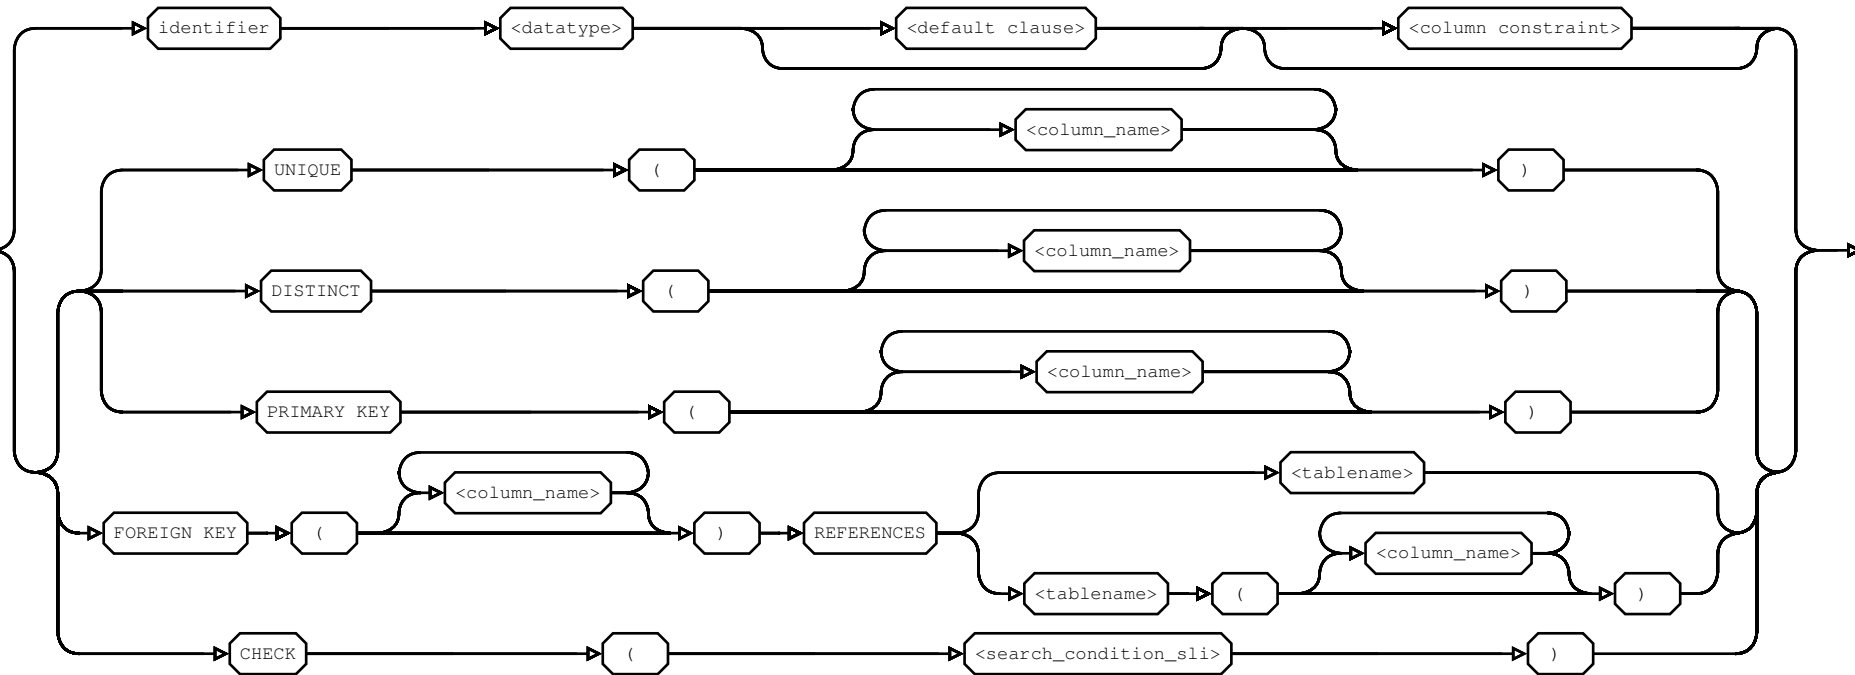 identifier <datatype> <default clause> <column constraint>
<column_name>
UNIQUE ( )
<column_name>
DISTINCT ( )
<column_name>
PRIMARY KEY ( )
<tablename>
<column_name>
FOREIGN KEY ( ) REFERENCES
<column_name>
<tablename> ( )
CHECK ( <search_condition_sli> )